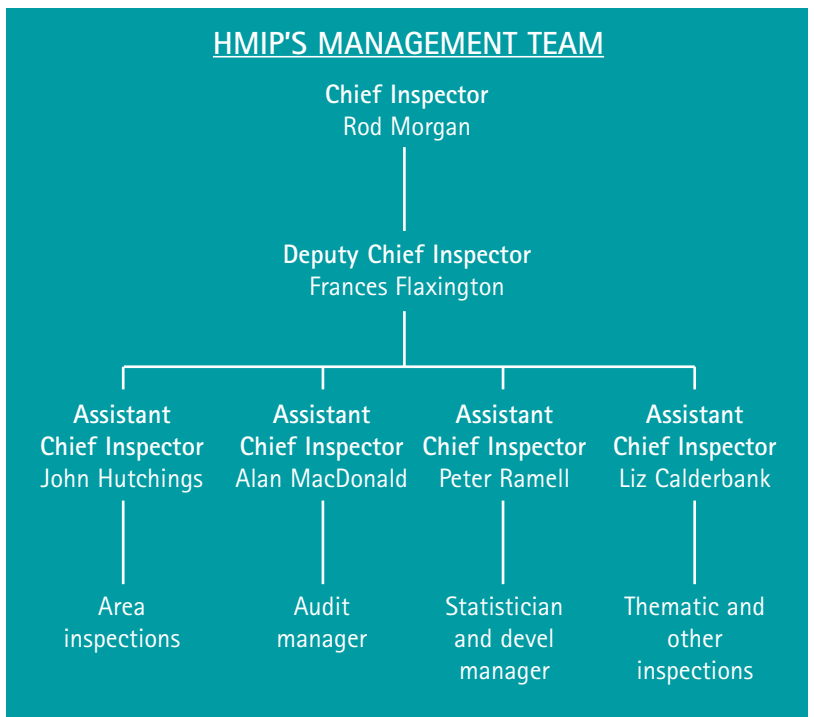 HMIP'S MANAGEMENT TEAM
Chief Inspector
Rod Morgan
Deputy Chief Inspector
Frances Flaxington
Assistant
Chief Inspector
John Hutchings
Assistant
Chief Inspector
Alan MacDonald
Assistant
Chief Inspector
Peter Ramell
Assistant
Chief Inspector
Liz Calderbank
Area
inspections
Audit
manager
Statistician
and devel
manager
Thematic and
other
inspections